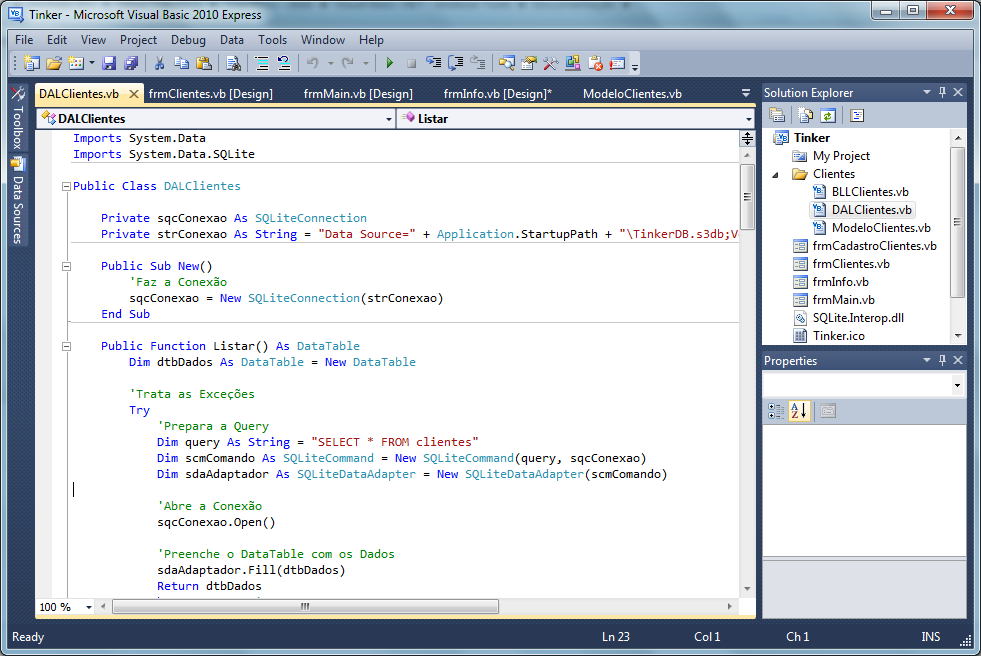 Tinker - Microsoft Visual Basic 2010 Express
File Edit View Project Debug Data Tools Window Help
Toolbox
Data Sources
DALClientes.vb frmClientes.vb [Design] frmMain.vb [Design] frmInfo.vb [Design]* ModeloClientes.vb
DALClientes Listar
Imports System.Data
Imports System.Data.SQLite
Public Class DALClientes
Private sqcConexao As SQLiteConnection
Private strConexao As String = "Data Source=" + Application.StartupPath + "\TinkerDB.s3db;V
Public Sub New()
'Faz a Conexão
sqcConexao = New SQLiteConnection(strConexao)
End Sub
Public Function Listar() As DataTable
Dim dtbDados As DataTable = New DataTable
'Trata as Exceções
Try
'Prepara a Query
Dim query As String = "SELECT * FROM clientes"
Dim scmComando As SQLiteCommand = New SQLiteCommand(query, sqcConexao)
Dim sdaAdaptador As SQLiteDataAdapter = New SQLiteDataAdapter(scmComando)
'Abre a Conexão
sqcConexao.Open()
'Preenche o DataTable com os Dados
sdaAdaptador.Fill(dtbDados)
Return dtbDados
100 %
Solution Explorer
Tinker
My Project
Clientes
BLLClientes.vb
DALClientes.vb
ModeloClientes.vb
frmCadastroClientes.vb
frmClientes.vb
frmInfo.vb
frmMain.vb
SQLite.Interop.dll
Tinker.ico
Properties
Ready Ln 23 Col 1 Ch 1 INS